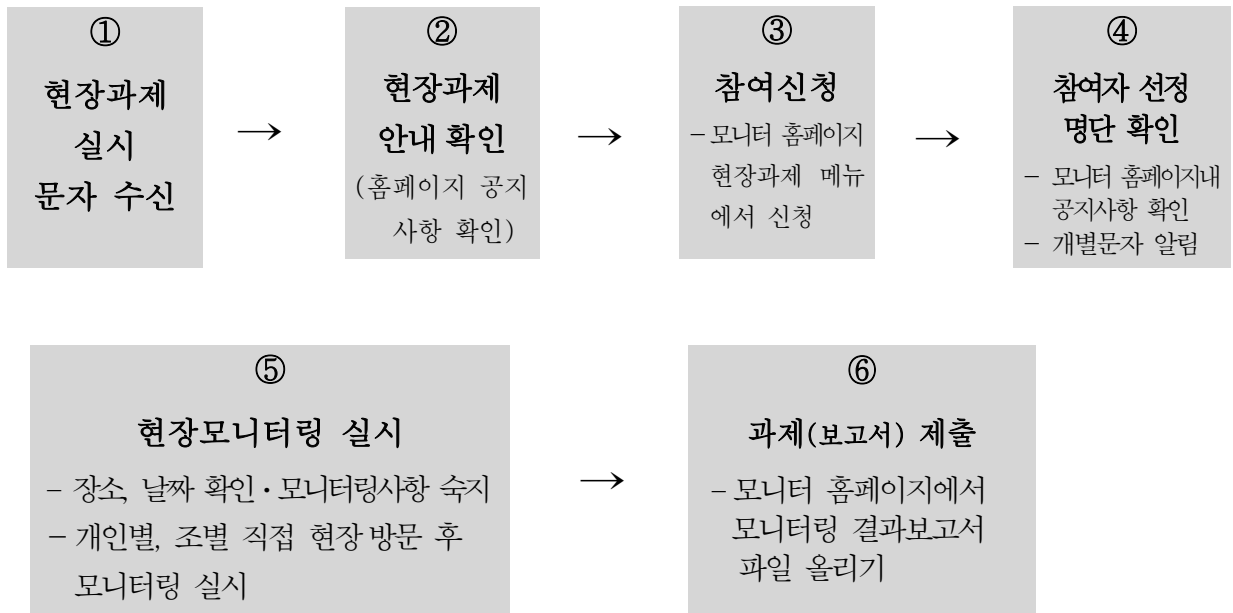 ①
현장과제
실시
문자 수신
→
②
현장과제
안내 확인
(홈페이지 공지
사항 확인)
→
③
참여신청
- 모니터 홈페이지
현장과제 메뉴
에서 신청
→
④
참여자 선정
명단 확인
- 모니터 홈페이지내
공지사항 확인
- 개별문자 알림
⑤
현장모니터링 실시
- 장소, 날짜 확인·모니터링사항 숙지
- 개인별, 조별 직접 현장 방문 후
모니터링 실시
→
⑥
과제(보고서) 제출
- 모니터 홈페이지에서
모니터링 결과보고서
파일 올리기